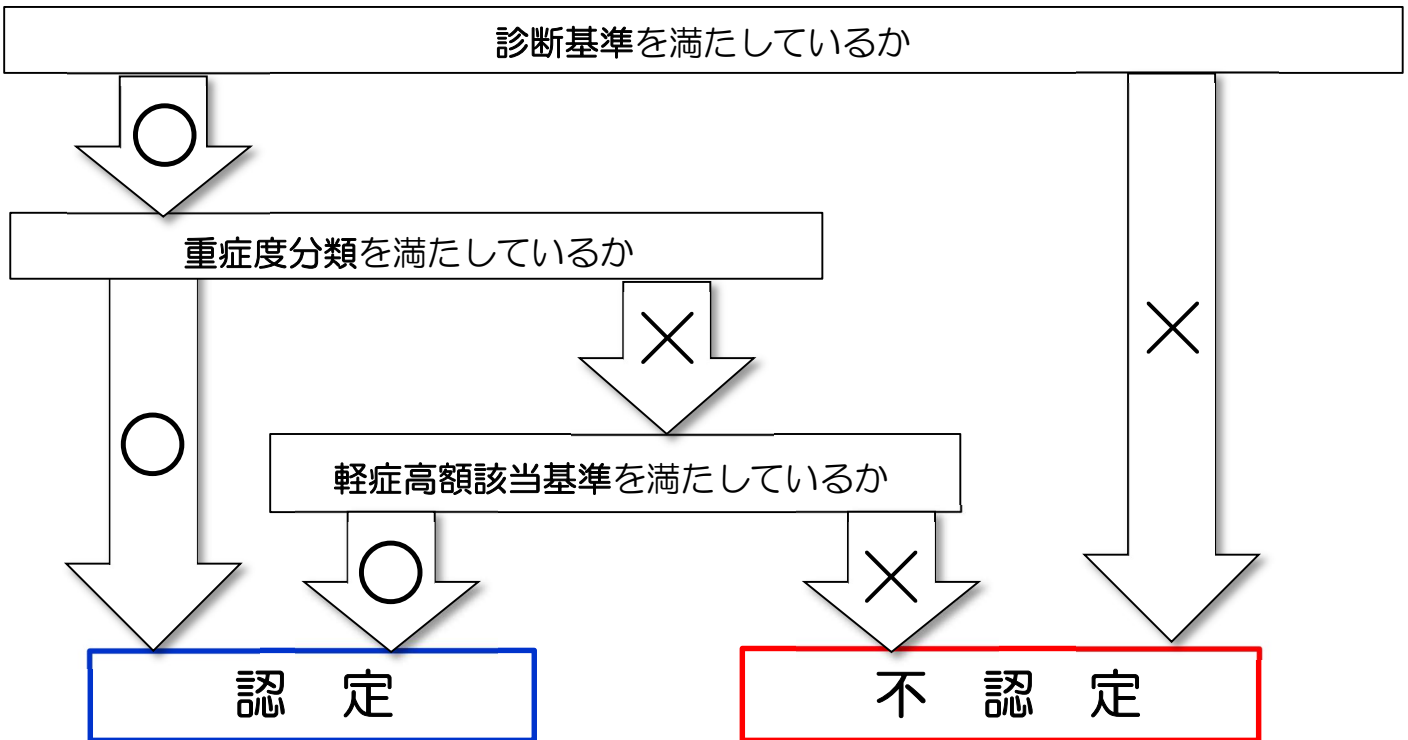 診断基準を満たしているか
○
重症度分類を満たしているか
×
×
○
軽症高額該当基準を満たしているか
○
×
認 定
不 認 定